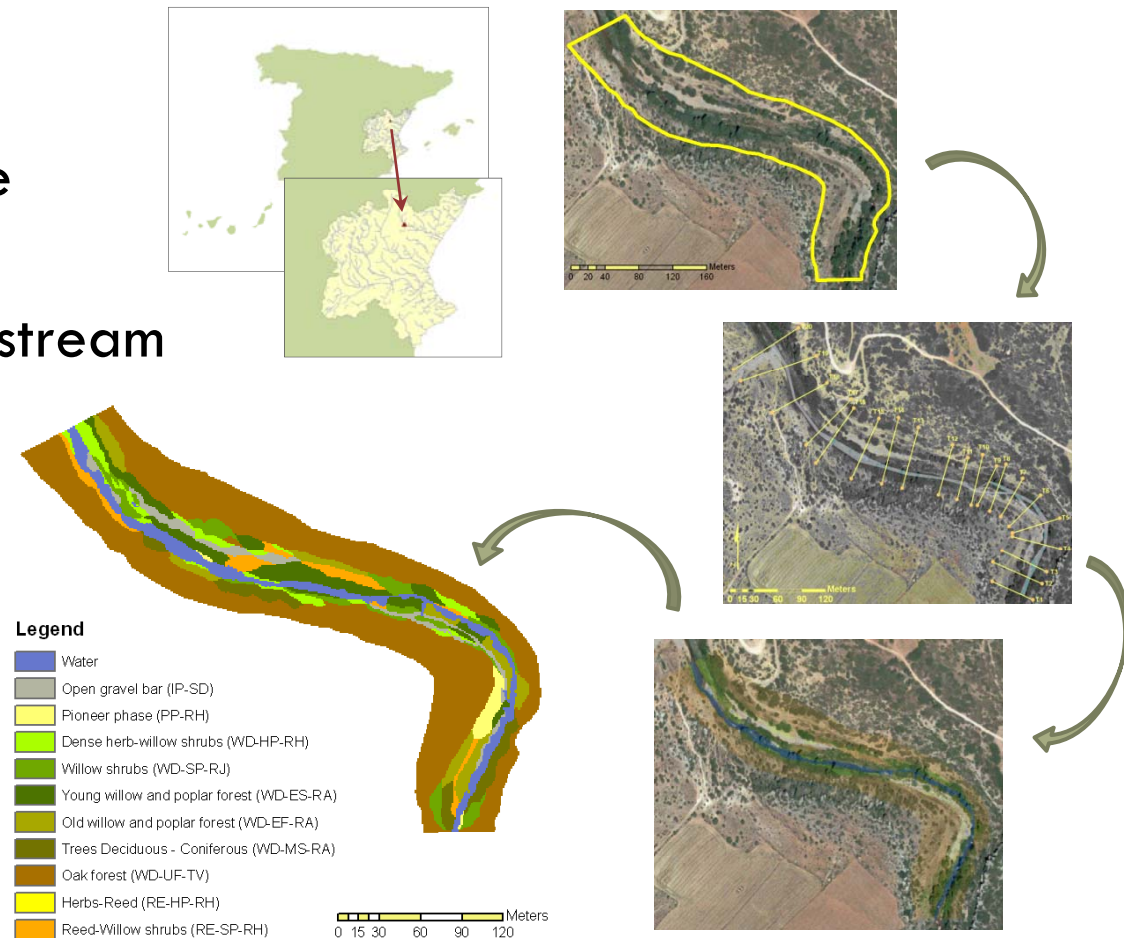 e
stream
Meters
0 20 40 80 120 160
T13
T12
T10
Meters
0 15 30 60 90 120
Legend
Water
Open gravel bar (IP-SD)
Pioneer phase (PP-RH)
Dense herb-willow shrubs (WD-HP-RH)
Willow shrubs (WD-SP-RJ)
Young willow and poplar forest (WD-ES-RA)
Old willow and poplar forest (WD-EF-RA)
Trees Deciduous - Coniferous (WD-MS-RA)
Oak forest (WD-UF-TV)
Herbs-Reed (RE-HP-RH)
Reed-Willow shrubs (RE-SP-RH)
Meters
0 15 30 60 90 120